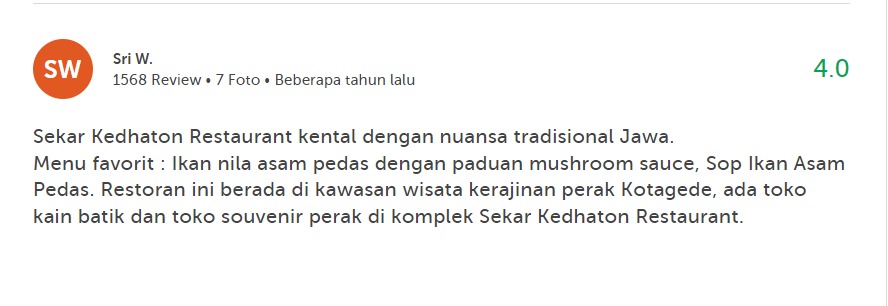 SW
Sri W.
1568 Review • 7 Foto • Beberapa tahun lalu
4.0
Sekar Kedhaton Restaurant kental dengan nuansa tradisional Jawa.
Menu favorit : Ikan nila asam pedas dengan paduan mushroom sauce, Sop Ikan Asam
Pedas. Restoran ini berada di kawasan wisata kerajinan perak Kotagede, ada toko
kain batik dan toko souvenir perak di komplek Sekar Kedhaton Restaurant.